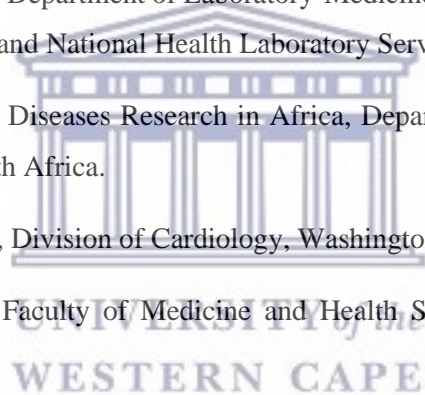 Department of Laboratory Medicine
and National Health Laboratory Serv
Diseases Research in Africa, Depar
th Africa.
, Division of Cardiology, Washingto
Faculty of Medicine and Health S
UNIVERSITY of the
WESTERN CAPE